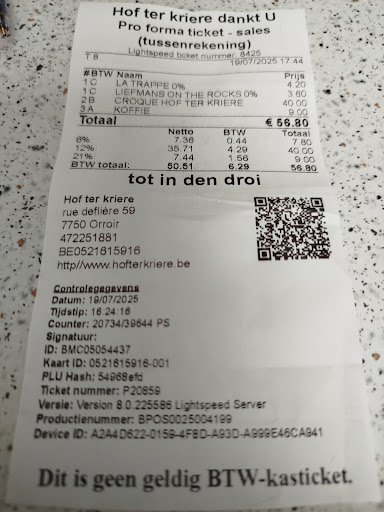 Hof ter kriere dankt U
Pro forma ticket - sales
(tussenrekening)
Lightspeed ticket nummer: 8425
T 8 19/07/2025 17:44
#BTW Naam Prijs
1 C LA TRAPPE 0% 4.20
1 C LIEFMANS ON THE ROCKS 0% 3.60
2 B CROQUE HOF TER KRIERE 40.00
3 A KOFFIE 9.00
Totaal € 56.80
Netto BTW Totaal
6%: 7.36 0.44 7.80
12%: 35.71 4.29 40.00
21%: 7.44 1.56 9.00
BTW totaal: 50.51 6.29 56.80
tot in den droi
Hof ter kriere
rue deflière 59
7750 Orroir
472251881
BE0521615916
http//www.hofterkriere.be
Controlegegevens
Datum: 19/07/2025
Tijdstip: 16:24:16
Counter: 20734/39644 PS
Signatuur:
ID: BMC05054437
Kaart ID: 0521615916-001
PLU Hash: 54968efd
Ticket nummer: P20859
Versie: Version 8.0.225586 Lightspeed Server
Productienummer: BPOS0025004199
Device ID: A2A4D622-0159-4F8D-A93D-A999E46CA941
Dit is geen geldig BTW-kasticket.